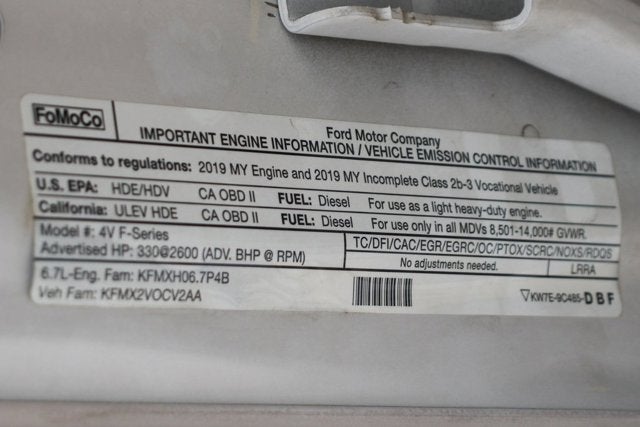 FoMoCo
Ford Motor Company
IMPORTANT ENGINE INFORMATION / VEHICLE EMISSION CONTROL INFORMATION
Conforms to regulations: 2019 MY Engine and 2019 MY Incomplete Class 2b-3 Vocational Vehicle
U.S. EPA: HDE/HDV CA OBD II FUEL: Diesel For use as a light heavy-duty engine.
California: ULEV HDE CA OBD II FUEL: Diesel For use only in all MDVs 8,501-14,000# GVWR.
Model #: 4V F-Series
Advertised HP: 330@2600 (ADV. BHP @ RPM)
TC/DFI/CAC/EGR/EGRC/OC/PTOX/SCRC/NOXS/RDQS
No adjustments needed. LRRA
6.7L-Eng. Fam: KFMXH06.7P4B
Veh Fam: KFMX2VOCV2AA
▽KW7E-9C485-DBF